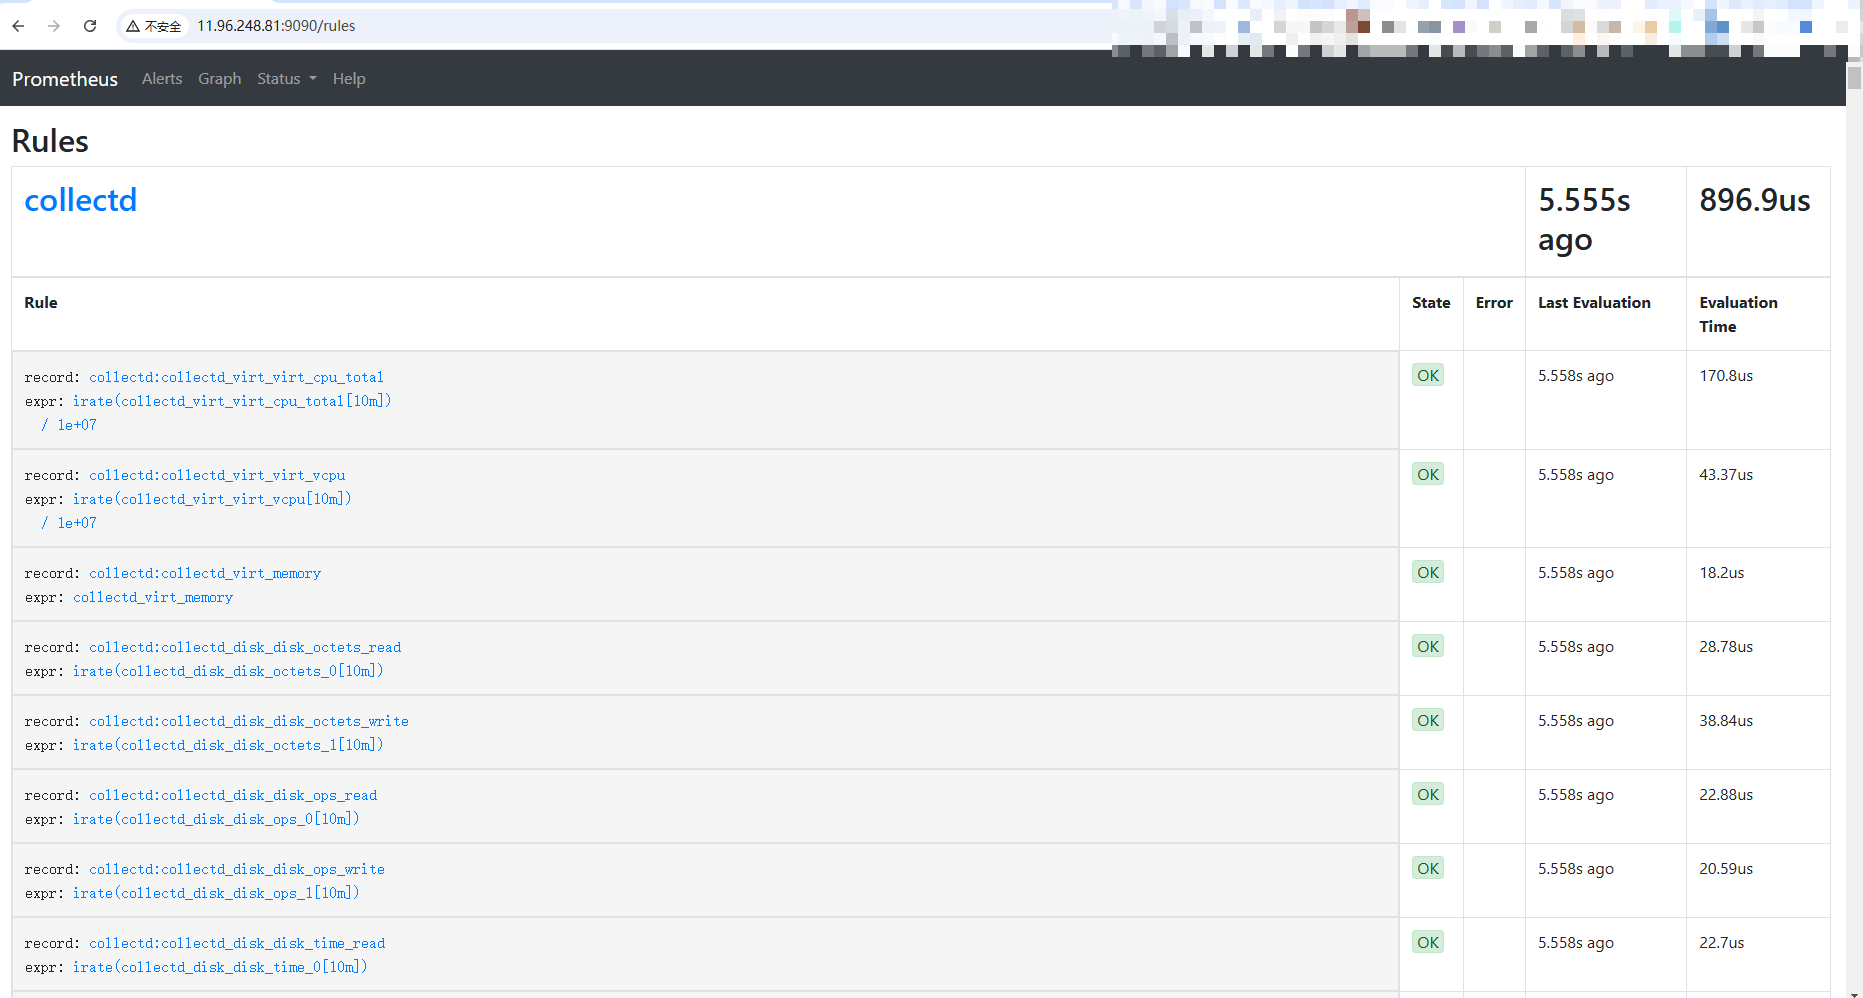 不安全 11.96.248.81:9090/rules
Prometheus Alerts Graph Status Help
Rules
collectd 5.555s ago 896.9us
Rule State Error Last Evaluation Evaluation Time
record: collectd:collectd_virt_virt_cpu_total OK 5.558s ago 170.8us
expr: irate(collectd_virt_virt_cpu_total[10m])
/ 1e+07
record: collectd:collectd_virt_virt_vcpu OK 5.558s ago 43.37us
expr: irate(collectd_virt_virt_vcpu[10m])
/ 1e+07
record: collectd:collectd_virt_memory OK 5.558s ago 18.2us
expr: collectd_virt_memory
record: collectd:collectd_disk_disk_octets_read OK 5.558s ago 28.78us
expr: irate(collectd_disk_disk_octets_0[10m])
record: collectd:collectd_disk_disk_octets_write OK 5.558s ago 38.84us
expr: irate(collectd_disk_disk_octets_1[10m])
record: collectd:collectd_disk_disk_ops_read OK 5.558s ago 22.88us
expr: irate(collectd_disk_disk_ops_0[10m])
record: collectd:collectd_disk_disk_ops_write OK 5.558s ago 20.59us
expr: irate(collectd_disk_disk_ops_1[10m])
record: collectd:collectd_disk_disk_time_read OK 5.558s ago 22.7us
expr: irate(collectd_disk_disk_time_0[10m])